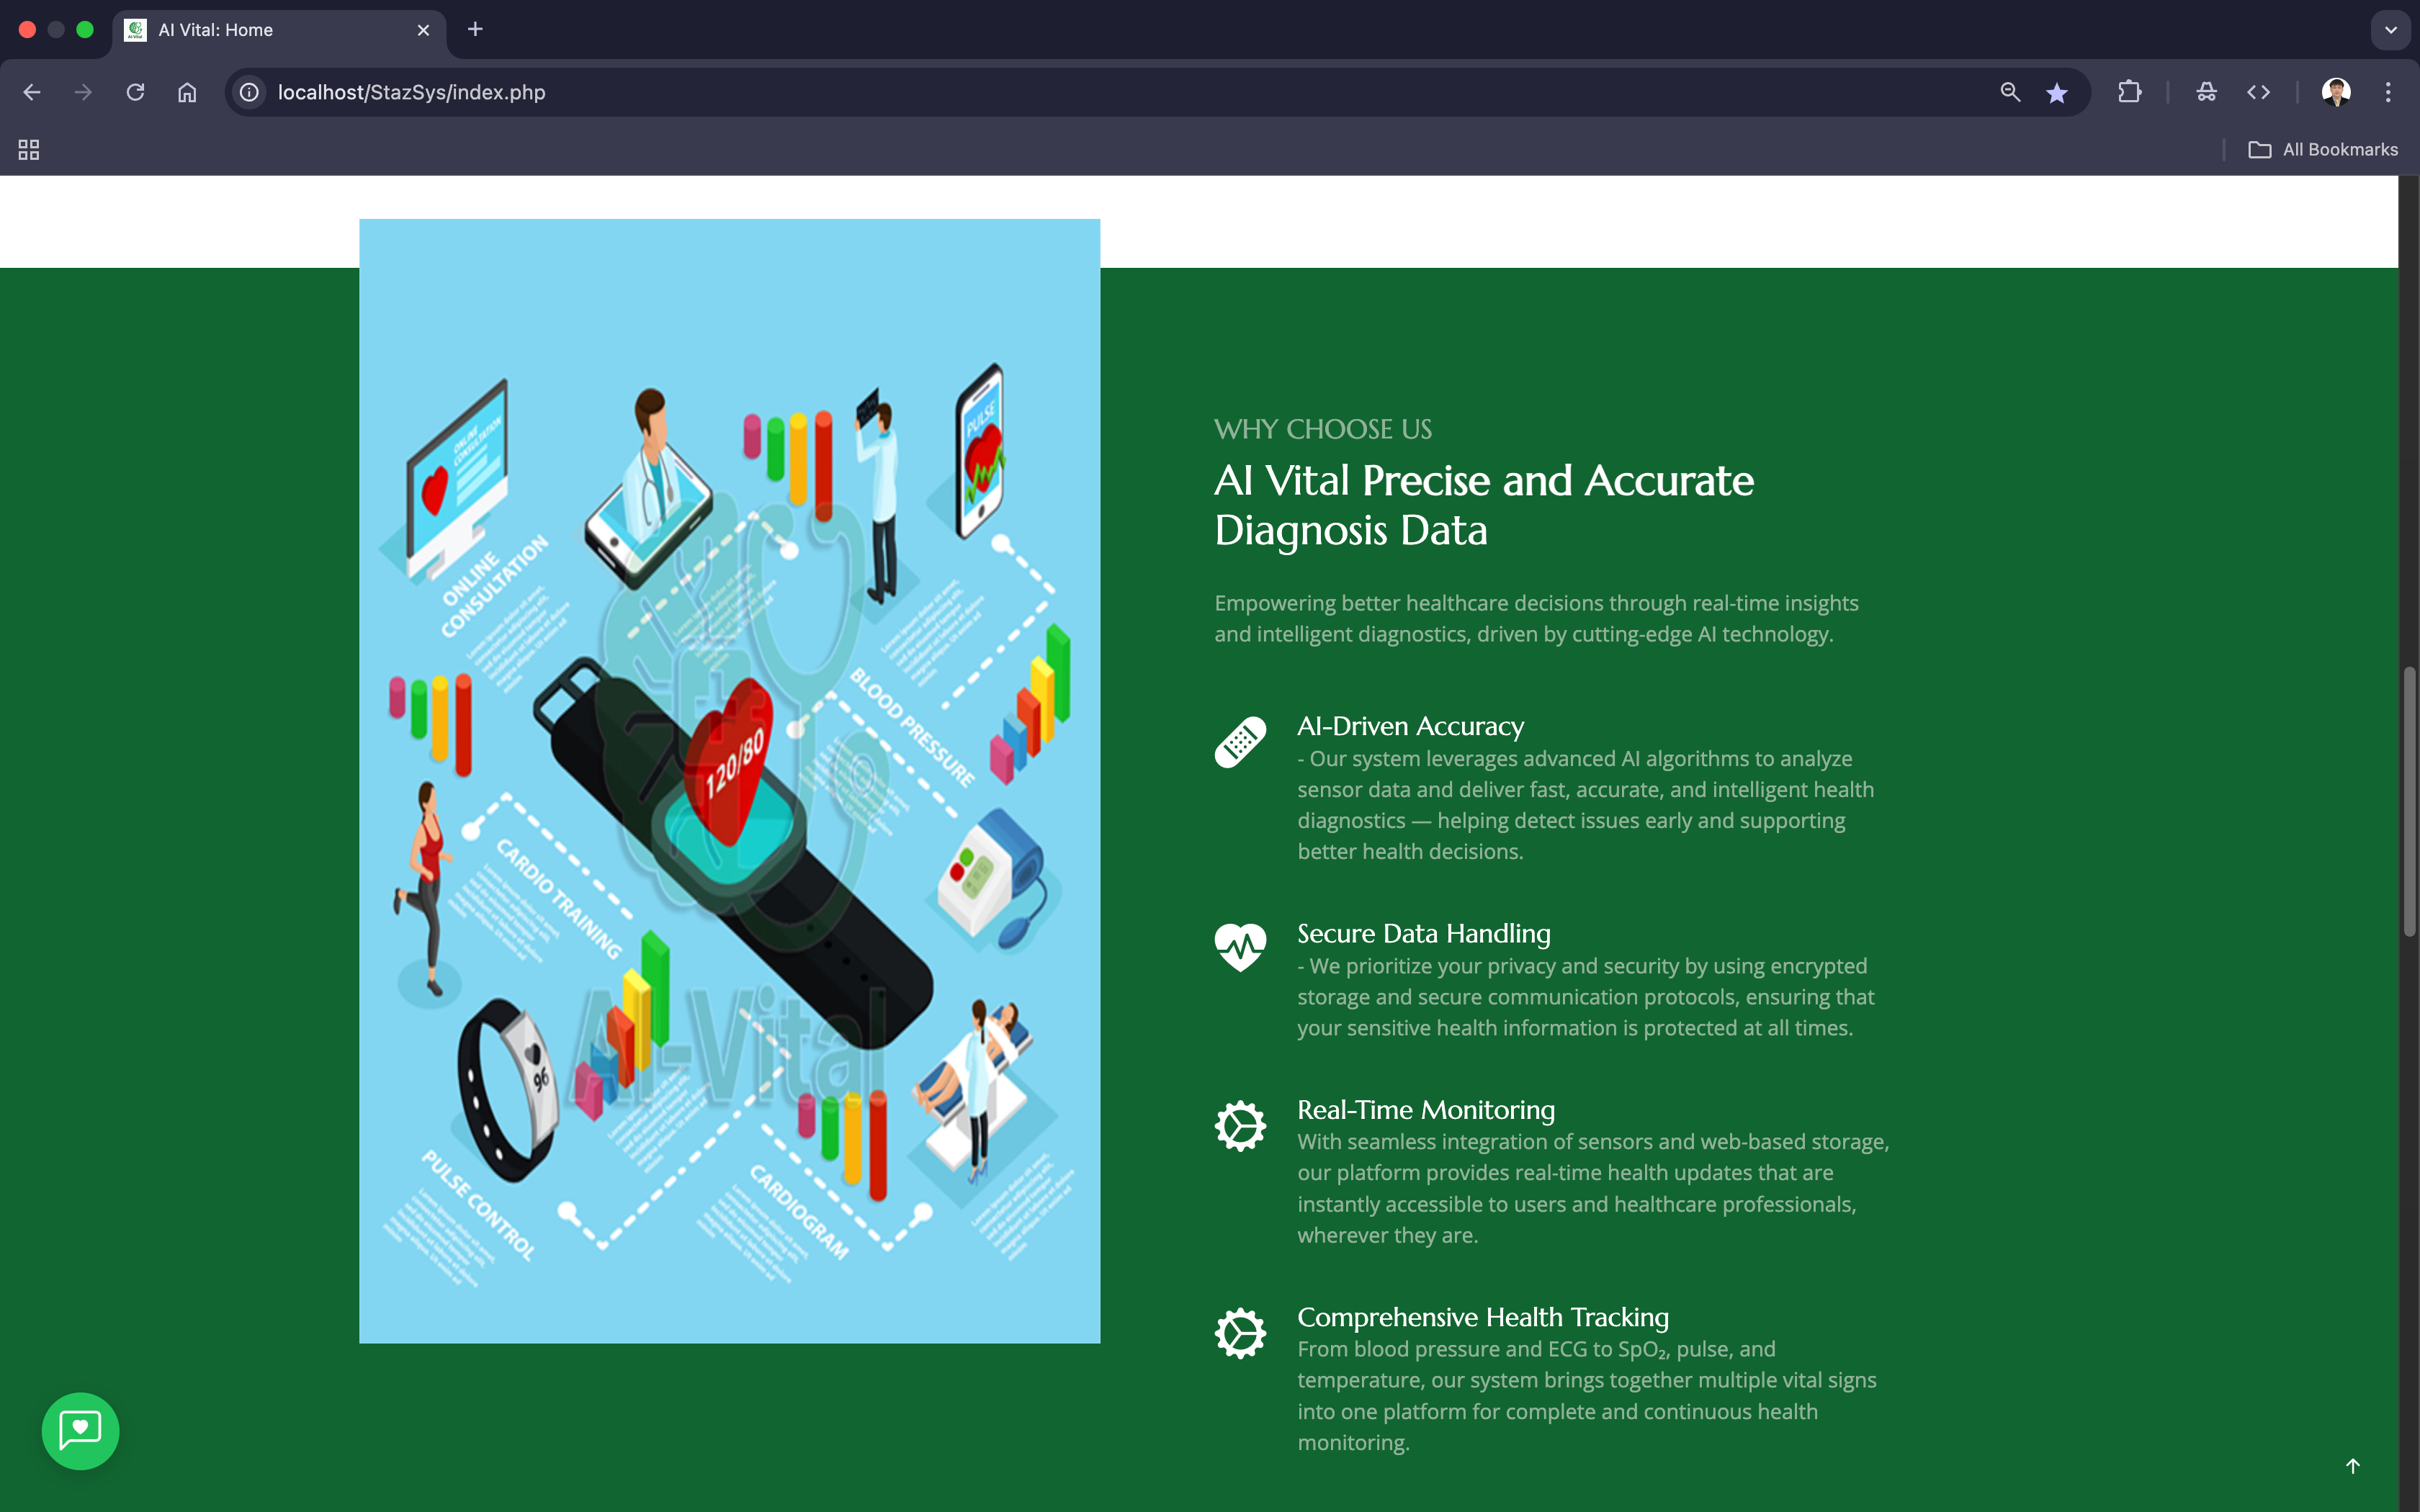 AI Vital: Home
localhost/StazSys/index.php
All Bookmarks
ONLINE
CONSULTATION
ONLINE
CONSULTATION
PULSE
BLOOD PRESSURE
120/80
CARDIO TRAINING
96
AI-Vital
PULSE CONTROL
CARDIOGRAM
WHY CHOOSE US
AI Vital Precise and Accurate
Diagnosis Data
Empowering better healthcare decisions through real-time insights
and intelligent diagnostics, driven by cutting-edge AI technology.
AI-Driven Accuracy
- Our system leverages advanced AI algorithms to analyze
sensor data and deliver fast, accurate, and intelligent health
diagnostics — helping detect issues early and supporting
better health decisions.
Secure Data Handling
- We prioritize your privacy and security by using encrypted
storage and secure communication protocols, ensuring that
your sensitive health information is protected at all times.
Real-Time Monitoring
With seamless integration of sensors and web-based storage,
our platform provides real-time health updates that are
instantly accessible to users and healthcare professionals,
wherever they are.
Comprehensive Health Tracking
From blood pressure and ECG to SpO₂, pulse, and
temperature, our system brings together multiple vital signs
into one platform for complete and continuous health
monitoring.